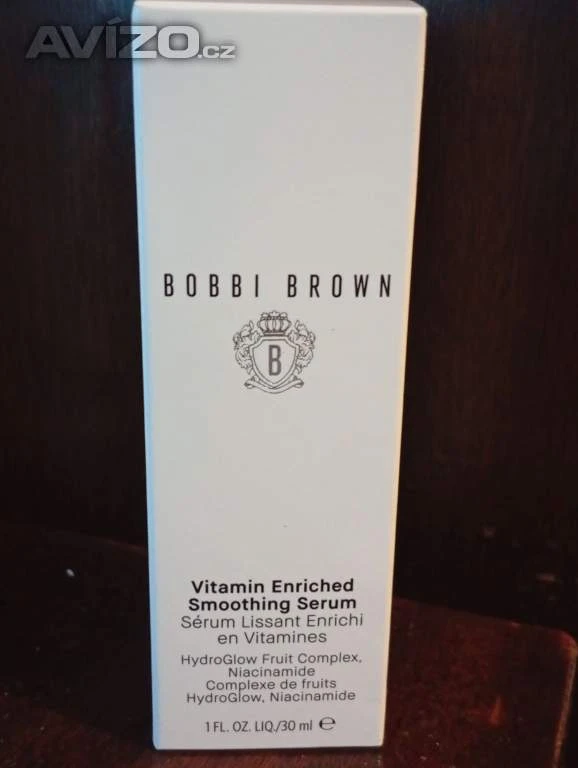 AVÍZO.cz
BOBBI BROWN
B
Vitamin Enriched
Smoothing Serum
Sérum Lissant Enrichi
en Vitamines
HydroGlow Fruit Complex,
Niacinamide
Complexe de fruits
HydroGlow, Niacinamide
1 FL. OZ. LIQ./30 ml ℮